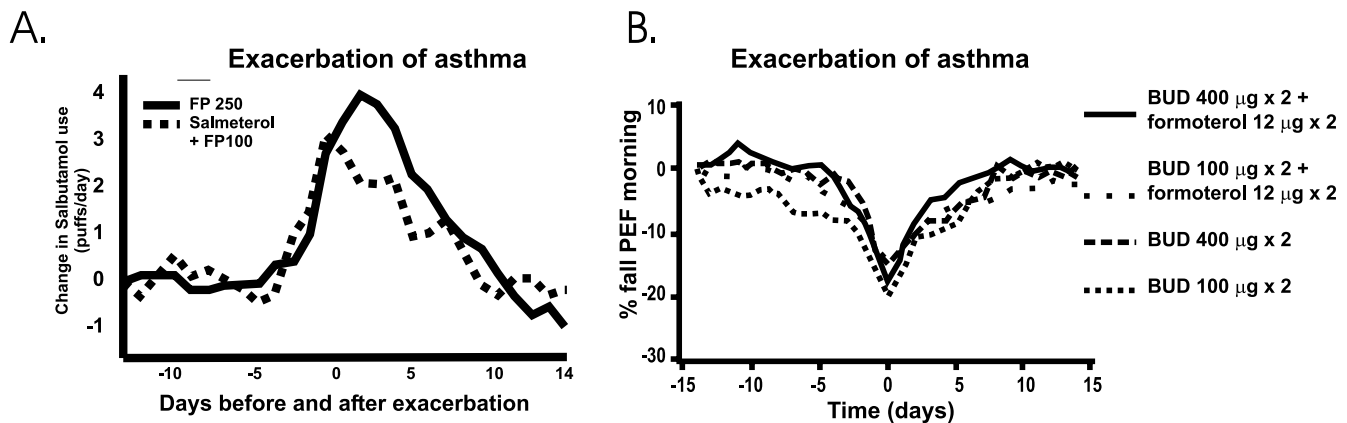 A.
Exacerbation of asthma
Change in Salbutamol use
(puffs/day)
4
3
2
1
0
-1
FP 250
Salmeterol
+ FP100
-10
-5
0
5
10
14
Days before and after exacerbation
B.
Exacerbation of asthma
% fall PEF morning
10
0
-10
-20
-30
-15
-10
-5
0
5
10
15
Time (days)
BUD 400 μg x 2 +
formoterol 12 μg x 2
BUD 100 μg x 2 +
formoterol 12 μg x 2
BUD 400 μg x 2
BUD 100 μg x 2